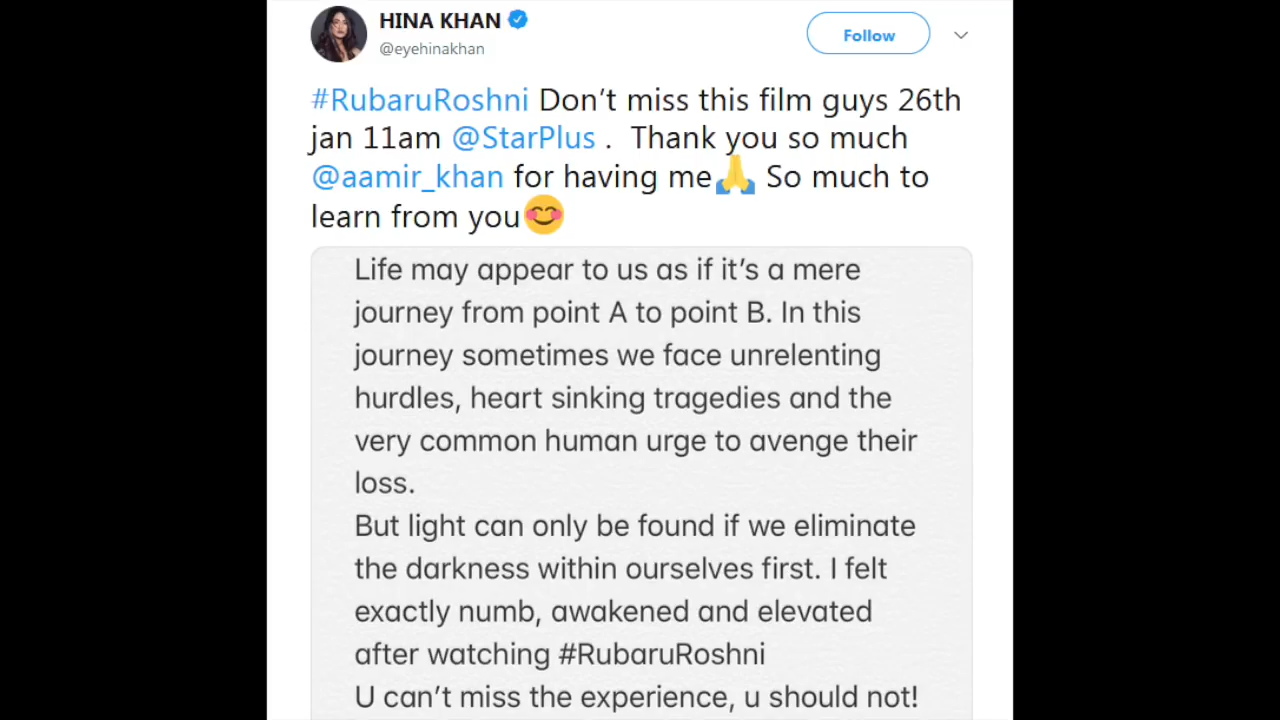 HINA KHAN
@eyehinakhan
Follow
#RubaruRoshni Don’t miss this film guys 26th
jan 11am @StarPlus .  Thank you so much
@aamir_khan for having me🙏 So much to
learn from you😊
Life may appear to us as if it’s a mere
journey from point A to point B. In this
journey sometimes we face unrelenting
hurdles, heart sinking tragedies and the
very common human urge to avenge their
loss.
But light can only be found if we eliminate
the darkness within ourselves first. I felt
exactly numb, awakened and elevated
after watching #RubaruRoshni
U can’t miss the experience, u should not!